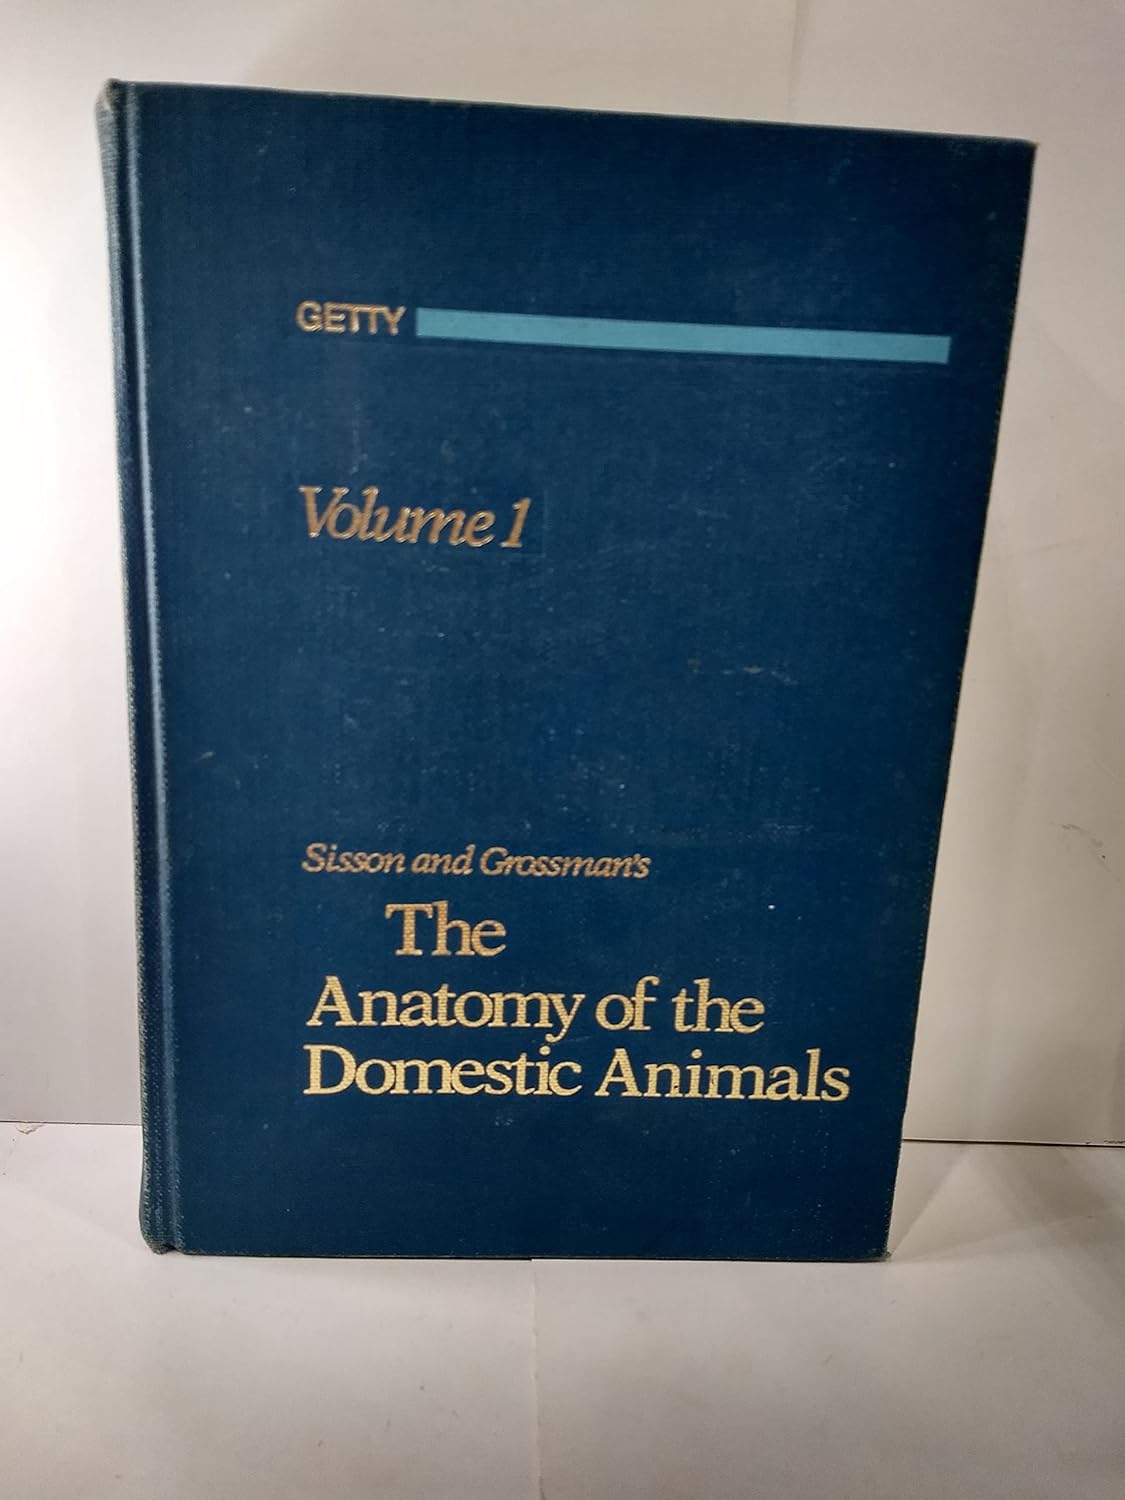 GETTY
Volume 1
Sisson and Grossman's
The
Anatomy of the
Domestic Animals